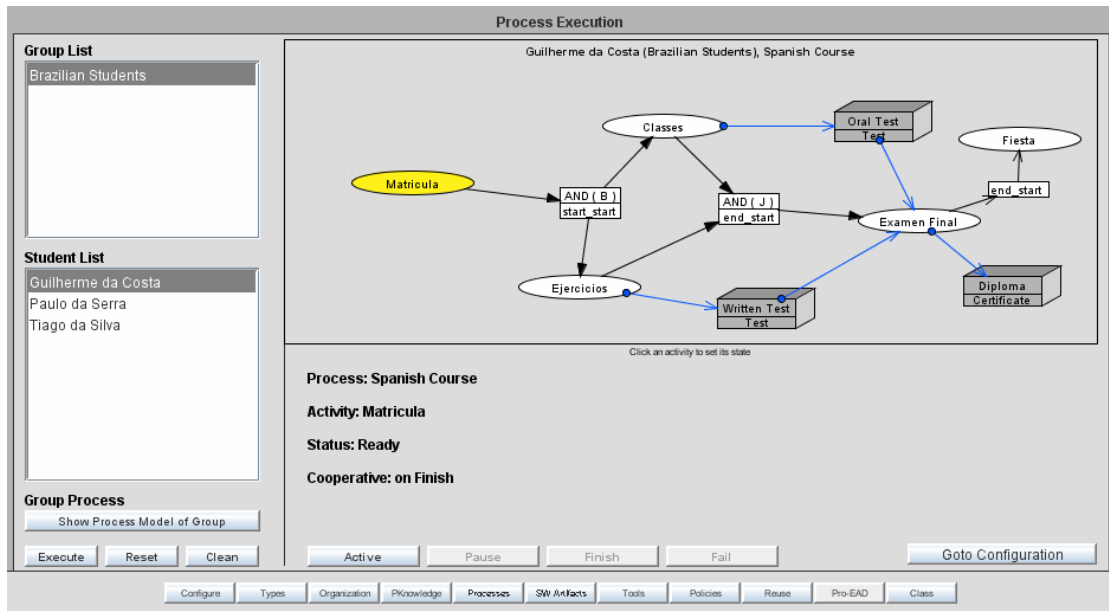 Process Execution
Group List
Brazilian Students
Student List
Guilherme da Costa
Paulo da Serra
Tiago da Silva
Group Process
Show Process Model of Group
Execute Reset Clean
Guilherme da Costa (Brazilian Students), Spanish Course
Classes
Oral Test
Test
Fiesta
Matricula
AND ( B )
start_start
AND ( J )
end_start
end_start
Examen Final
Ejercicios
Written Test
Test
Diploma
Certificate
Click an activity to set its state
Process: Spanish Course
Activity: Matricula
Status: Ready
Cooperative: on Finish
Active Pause Finish Fail Goto Configuration
Configure Types Organization PKnowledge Processes SW Artifacts Tools Policies Reuse Pro-EAD Class